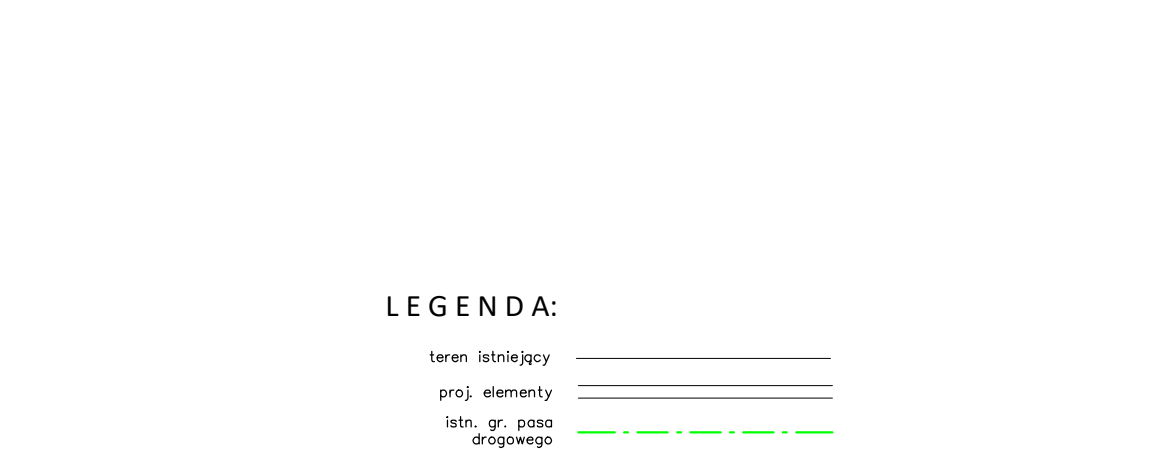 LEGENDA:
teren istniejący
proj. elementy
istn. gr. pasa
drogowego